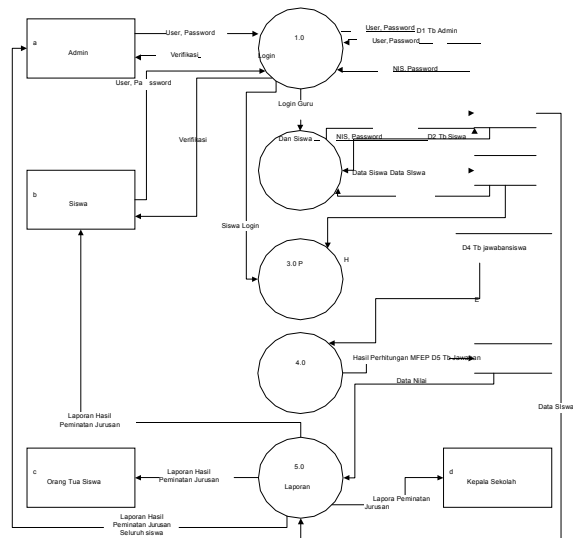 a
Admin
User, Password
Verifikasi
User, Pa ssword
1.0
Login
User, Password
D1 Tb Admin
User, Password
NIS, Password
Login Guru
Verifikasi
Dan Siswa
NIS, Password
D2 Tb Siswa
Data Siswa Data SIswa
b
Siswa
Siswa Login
3.0 P
H
D4 Tb jawabansiswa
E
4.0
Hasil Perhitungan MFEP D5 Tb Jawaban
Data Nilai
Data Siswa
Laporan Hasil
Peminatan Jurusan
c
Orang Tua Siswa
Laporan Hasil
Peminatan Jurusan
5.0
Laporan
d
Kepala Sekolah
Lapora Peminatan
Jurusan
Laporan Hasil
Peminatan Jurusan
Seluruh siswa